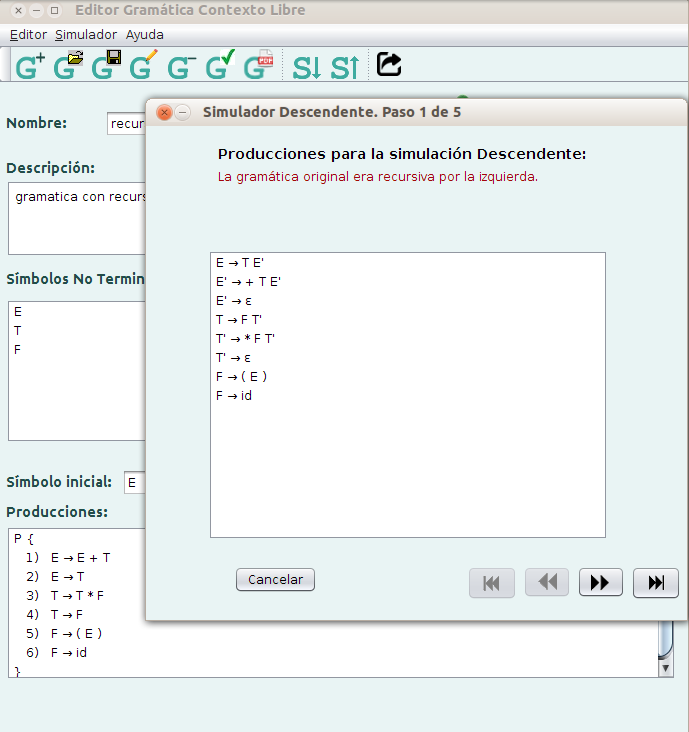 Editor Gramática Contexto Libre
Editor Simulador Ayuda
G+ G G G G- G G PDF S↓ S↑
Nombre: recur
Descripción:
gramatica con recurs
Símbolos No Termin
E
T
F
Símbolo inicial: E
Producciones:
P {
1) E → E + T
2) E → T
3) T → T * F
4) T → F
5) F → ( E )
6) F → id
}
Simulador Descendente. Paso 1 de 5
Producciones para la simulación Descendente:
La gramática original era recursiva por la izquierda.
E → T E'
E' → + T E'
E' → ε
T → F T'
T' → * F T'
T' → ε
F → ( E )
F → id
Cancelar